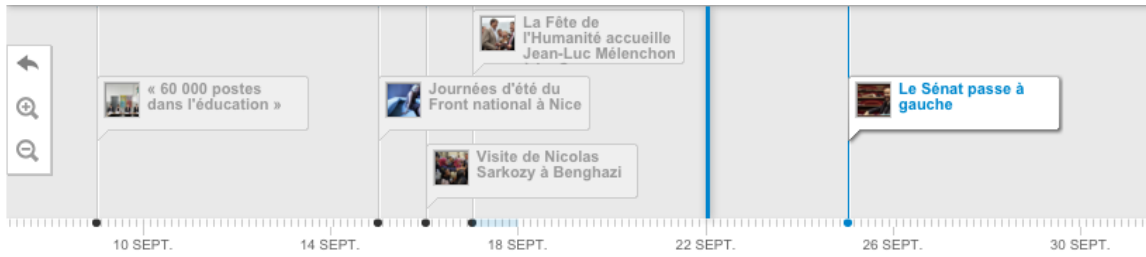 La Fête de
l'Humanité accueille
Jean-Luc Mélenchon
« 60 000 postes
dans l'éducation »
Journées d'été du
Front national à Nice
Le Sénat passe à
gauche
Visite de Nicolas
Sarkozy à Benghazi
10 SEPT.
14 SEPT.
18 SEPT.
22 SEPT.
26 SEPT.
30 SEPT.